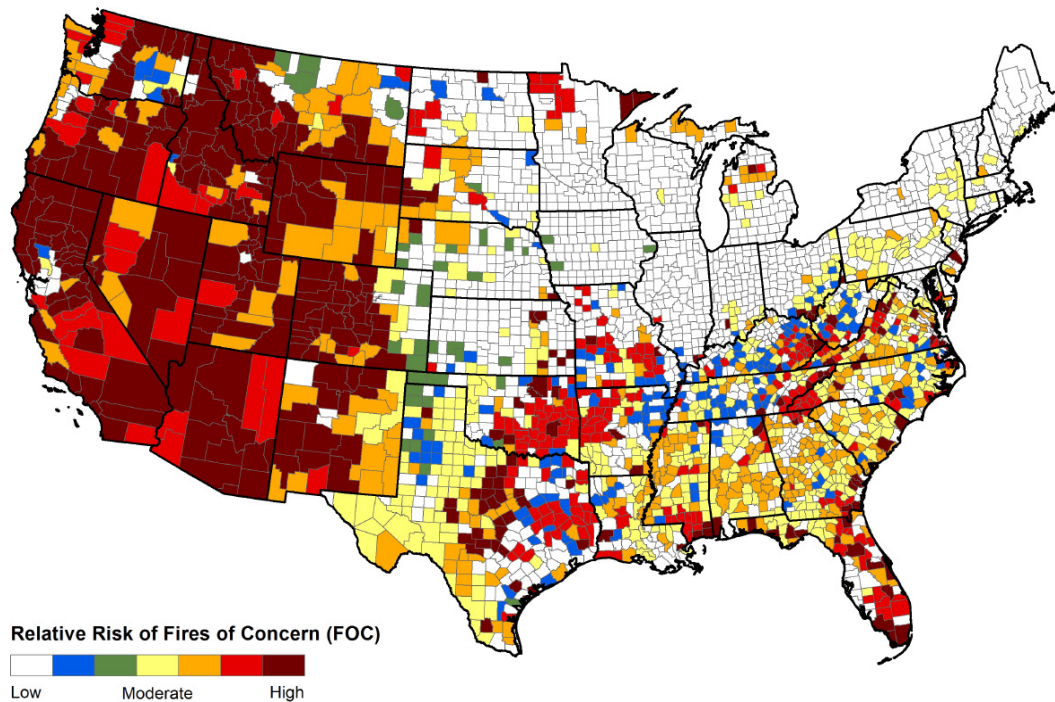 Relative Risk of Fires of Concern (FOC)
Low Moderate High